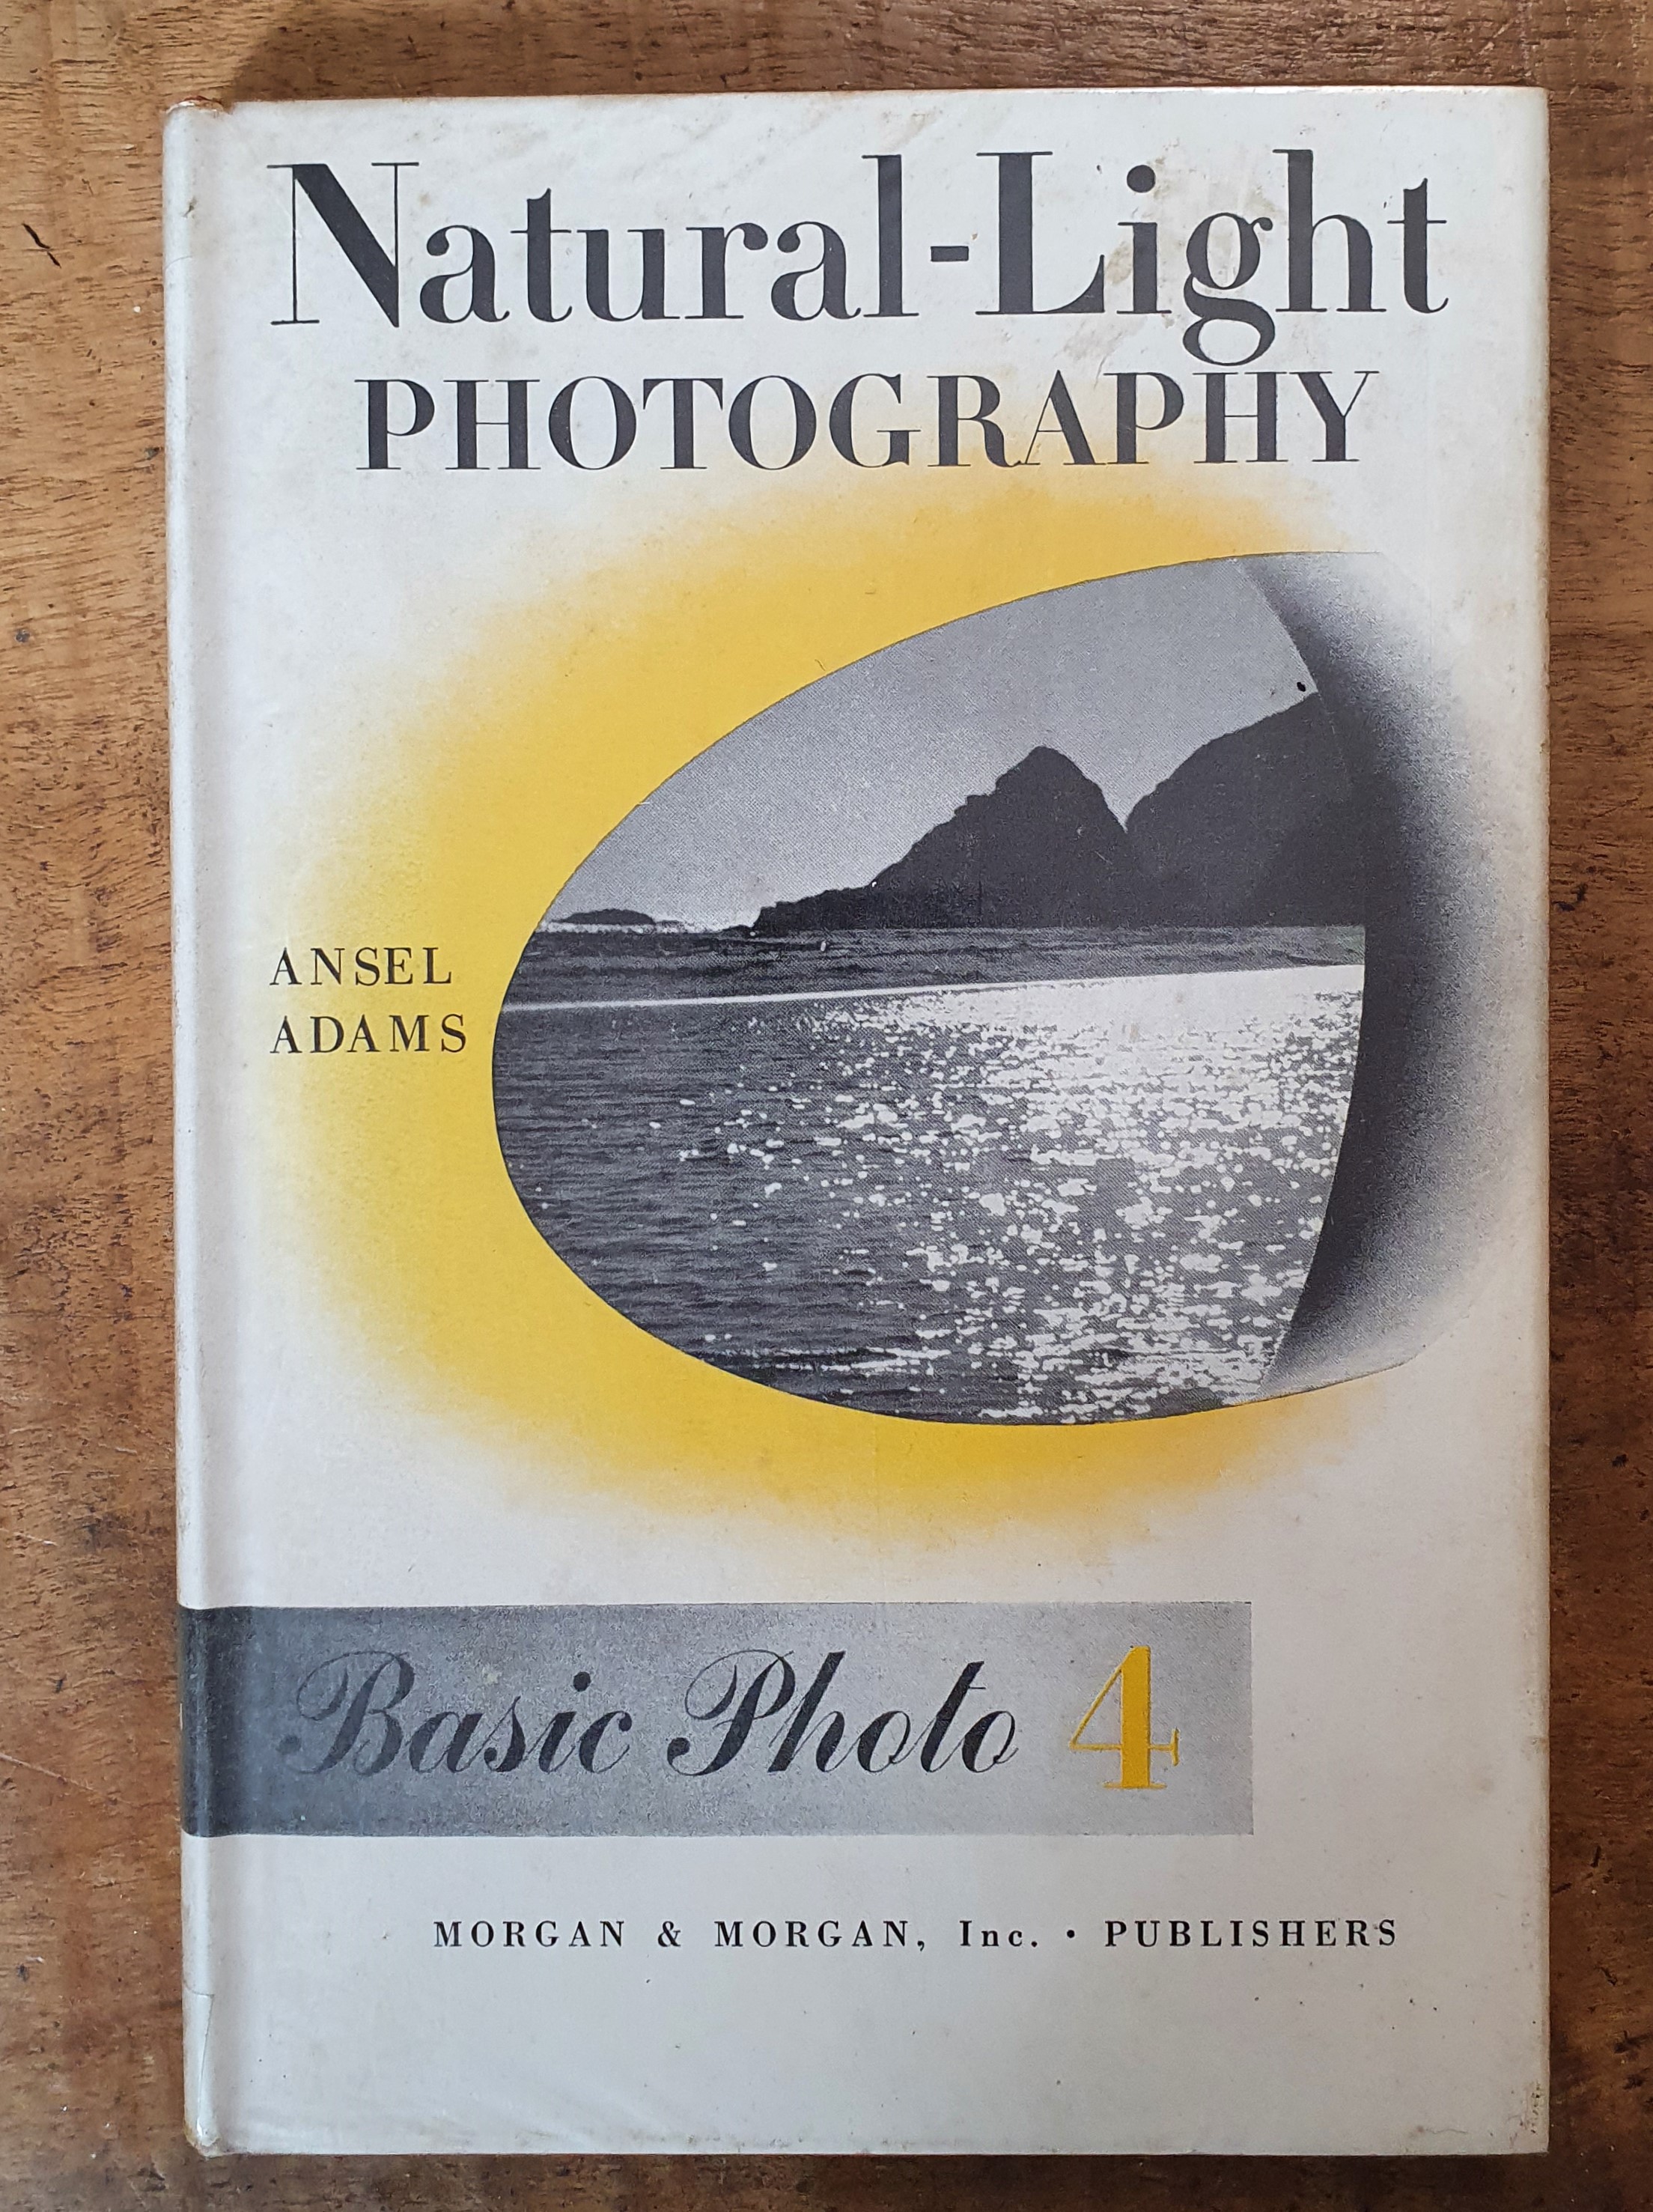 Natural-Light
PHOTOGRAPHY
ANSEL
ADAMS
Basic Photo 4
MORGAN & MORGAN, Inc. • PUBLISHERS